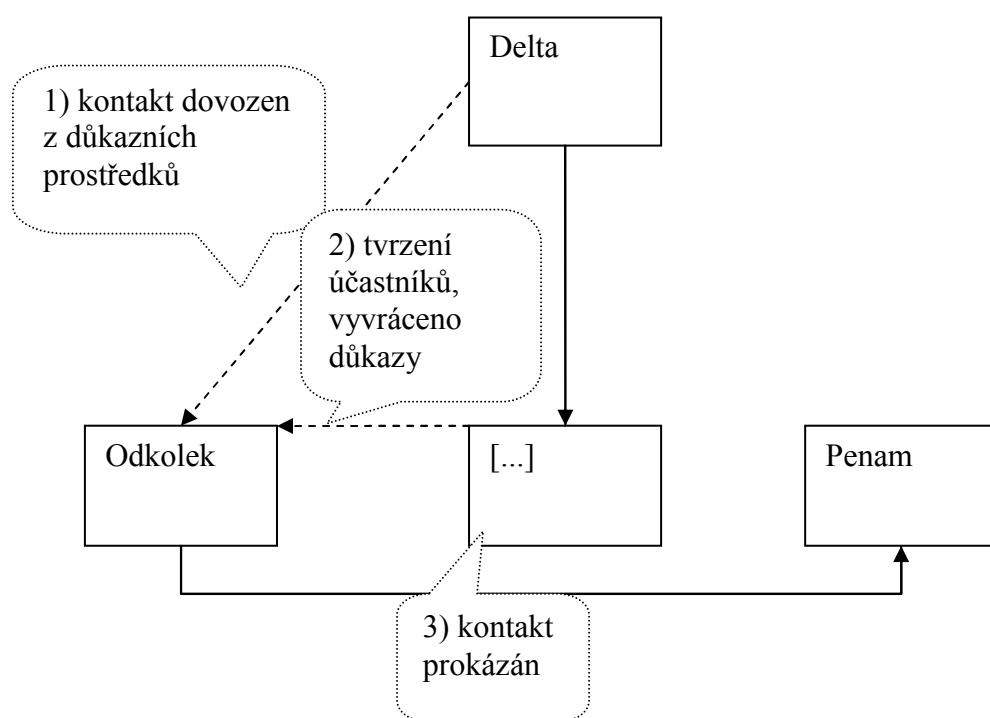 Delta
1) kontakt dovozen
z důkazních
prostředků
2) tvrzení
účastníků,
vyvráceno
důkazy
Odkolek
[...]
Penam
3) kontakt
prokázán